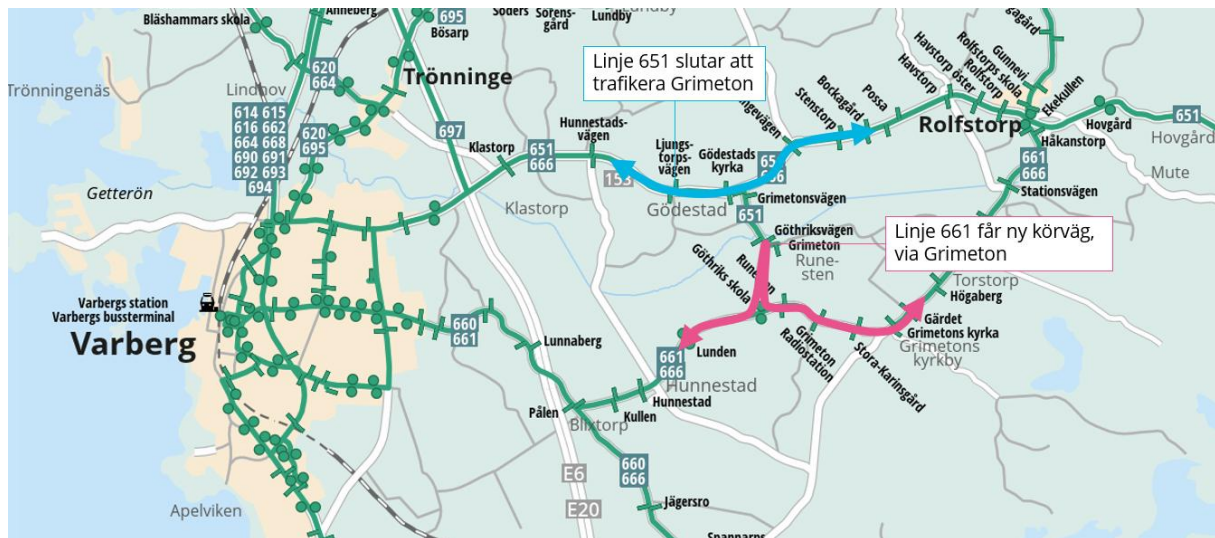 Bläshammars skola
Anneberg
695
Bösarp
Söders
Sörens-
gård
Lundby
Trönningenäs
620
664
Lindhov
Trönninge
Linje 651 slutar att
trafikera Grimeton
614 615
616 662
664 668
690 691
692 693
694
620
695
697
Klastorp
651
666
Hunnestads-
vägen
153
Klastorp
Ljungs-
torps-
vägen
Gödestads
kyrka
Gödestad
Grimetonsvägen
651
Stenstorp
Bockagård
Possa
Havstorp
Havstorp öster
Rolfstorp
Rolfstorps skola
Gunnevi
Ekekullen
Rolfstorp
Håkanstorp
Hovgård
651
Hovgård
Mute
661
666
Stationsvägen
Getterön
Göthriksvägen
Grimeton
Rune-
sten
Linje 661 får ny körväg,
via Grimeton
Göthriks skola
Torstorp
Högaberg
Gärdet
Grimetons kyrka
Grimetons
kyrkby
Grimeton
Radiostation
Stora-Karinsgård
Varbergs station
Varbergs bussterminal
Varberg
660
661
Lunnaberg
661
666
Lunden
Hunnestad
Hunnestad
Kullen
Pålen
Blixtorp
E6
E20
660
666
Jägersro
Apelviken